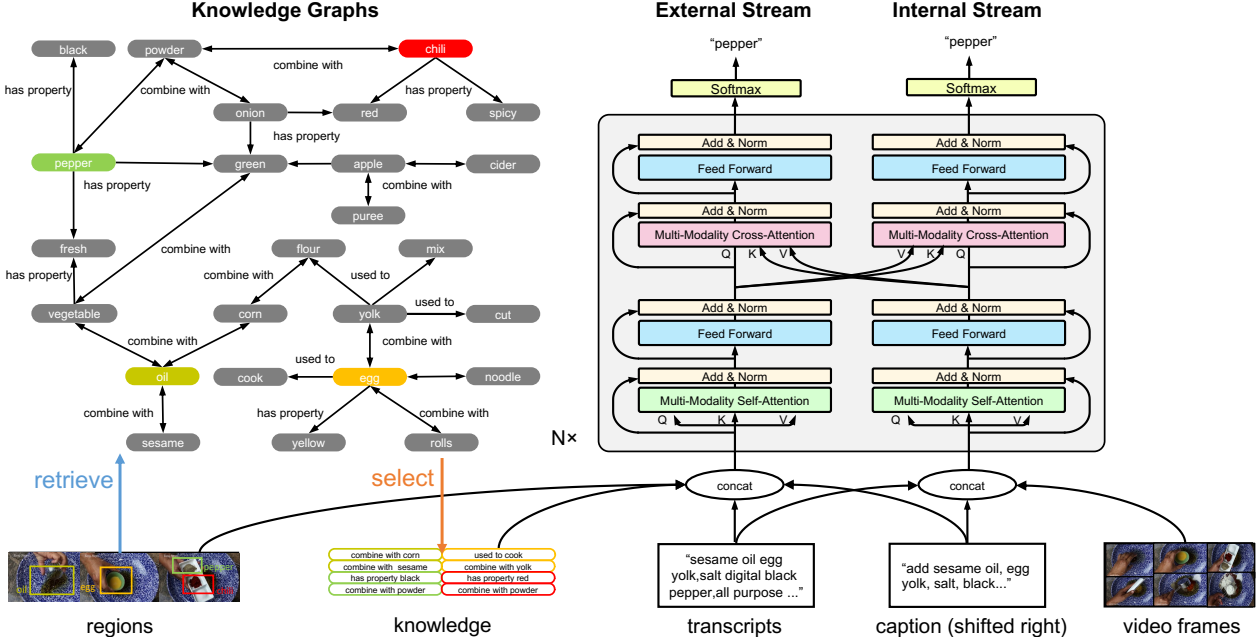 Knowledge Graphs
External Stream
Internal Stream
"pepper"
"pepper"
Softmax
Softmax
black
powder
chili
combine with
has property
combine with
has property
onion
red
spicy
has property
pepper
green
apple
cider
has property
combine with
puree
fresh
flour
mix
combine with
has property
combine with
used to
vegetable
corn
yolk
used to
cut
combine with
combine with
used to
oil
cook
egg
noodle
combine with
has property
combine with
sesame
yellow
rolls
Add & Norm
Add & Norm
Feed Forward
Feed Forward
Add & Norm
Add & Norm
Multi-Modality Cross-Attention
Multi-Modality Cross-Attention
Q K V
V K Q
Add & Norm
Add & Norm
Feed Forward
Feed Forward
Add & Norm
Add & Norm
Multi-Modality Self-Attention
Multi-Modality Self-Attention
Q K V
Q K V
N×
retrieve
select
concat
concat
oil
egg
pepper
combine with corn
used to cook
combine with sesame
combine with yolk
has property black
has property red
combine with powder
combine with powder
"sesame oil egg
yolk,salt digital black
pepper,all purpose ..."
"add sesame oil, egg
yolk, salt, black..."
regions
knowledge
transcripts
caption (shifted right)
video frames